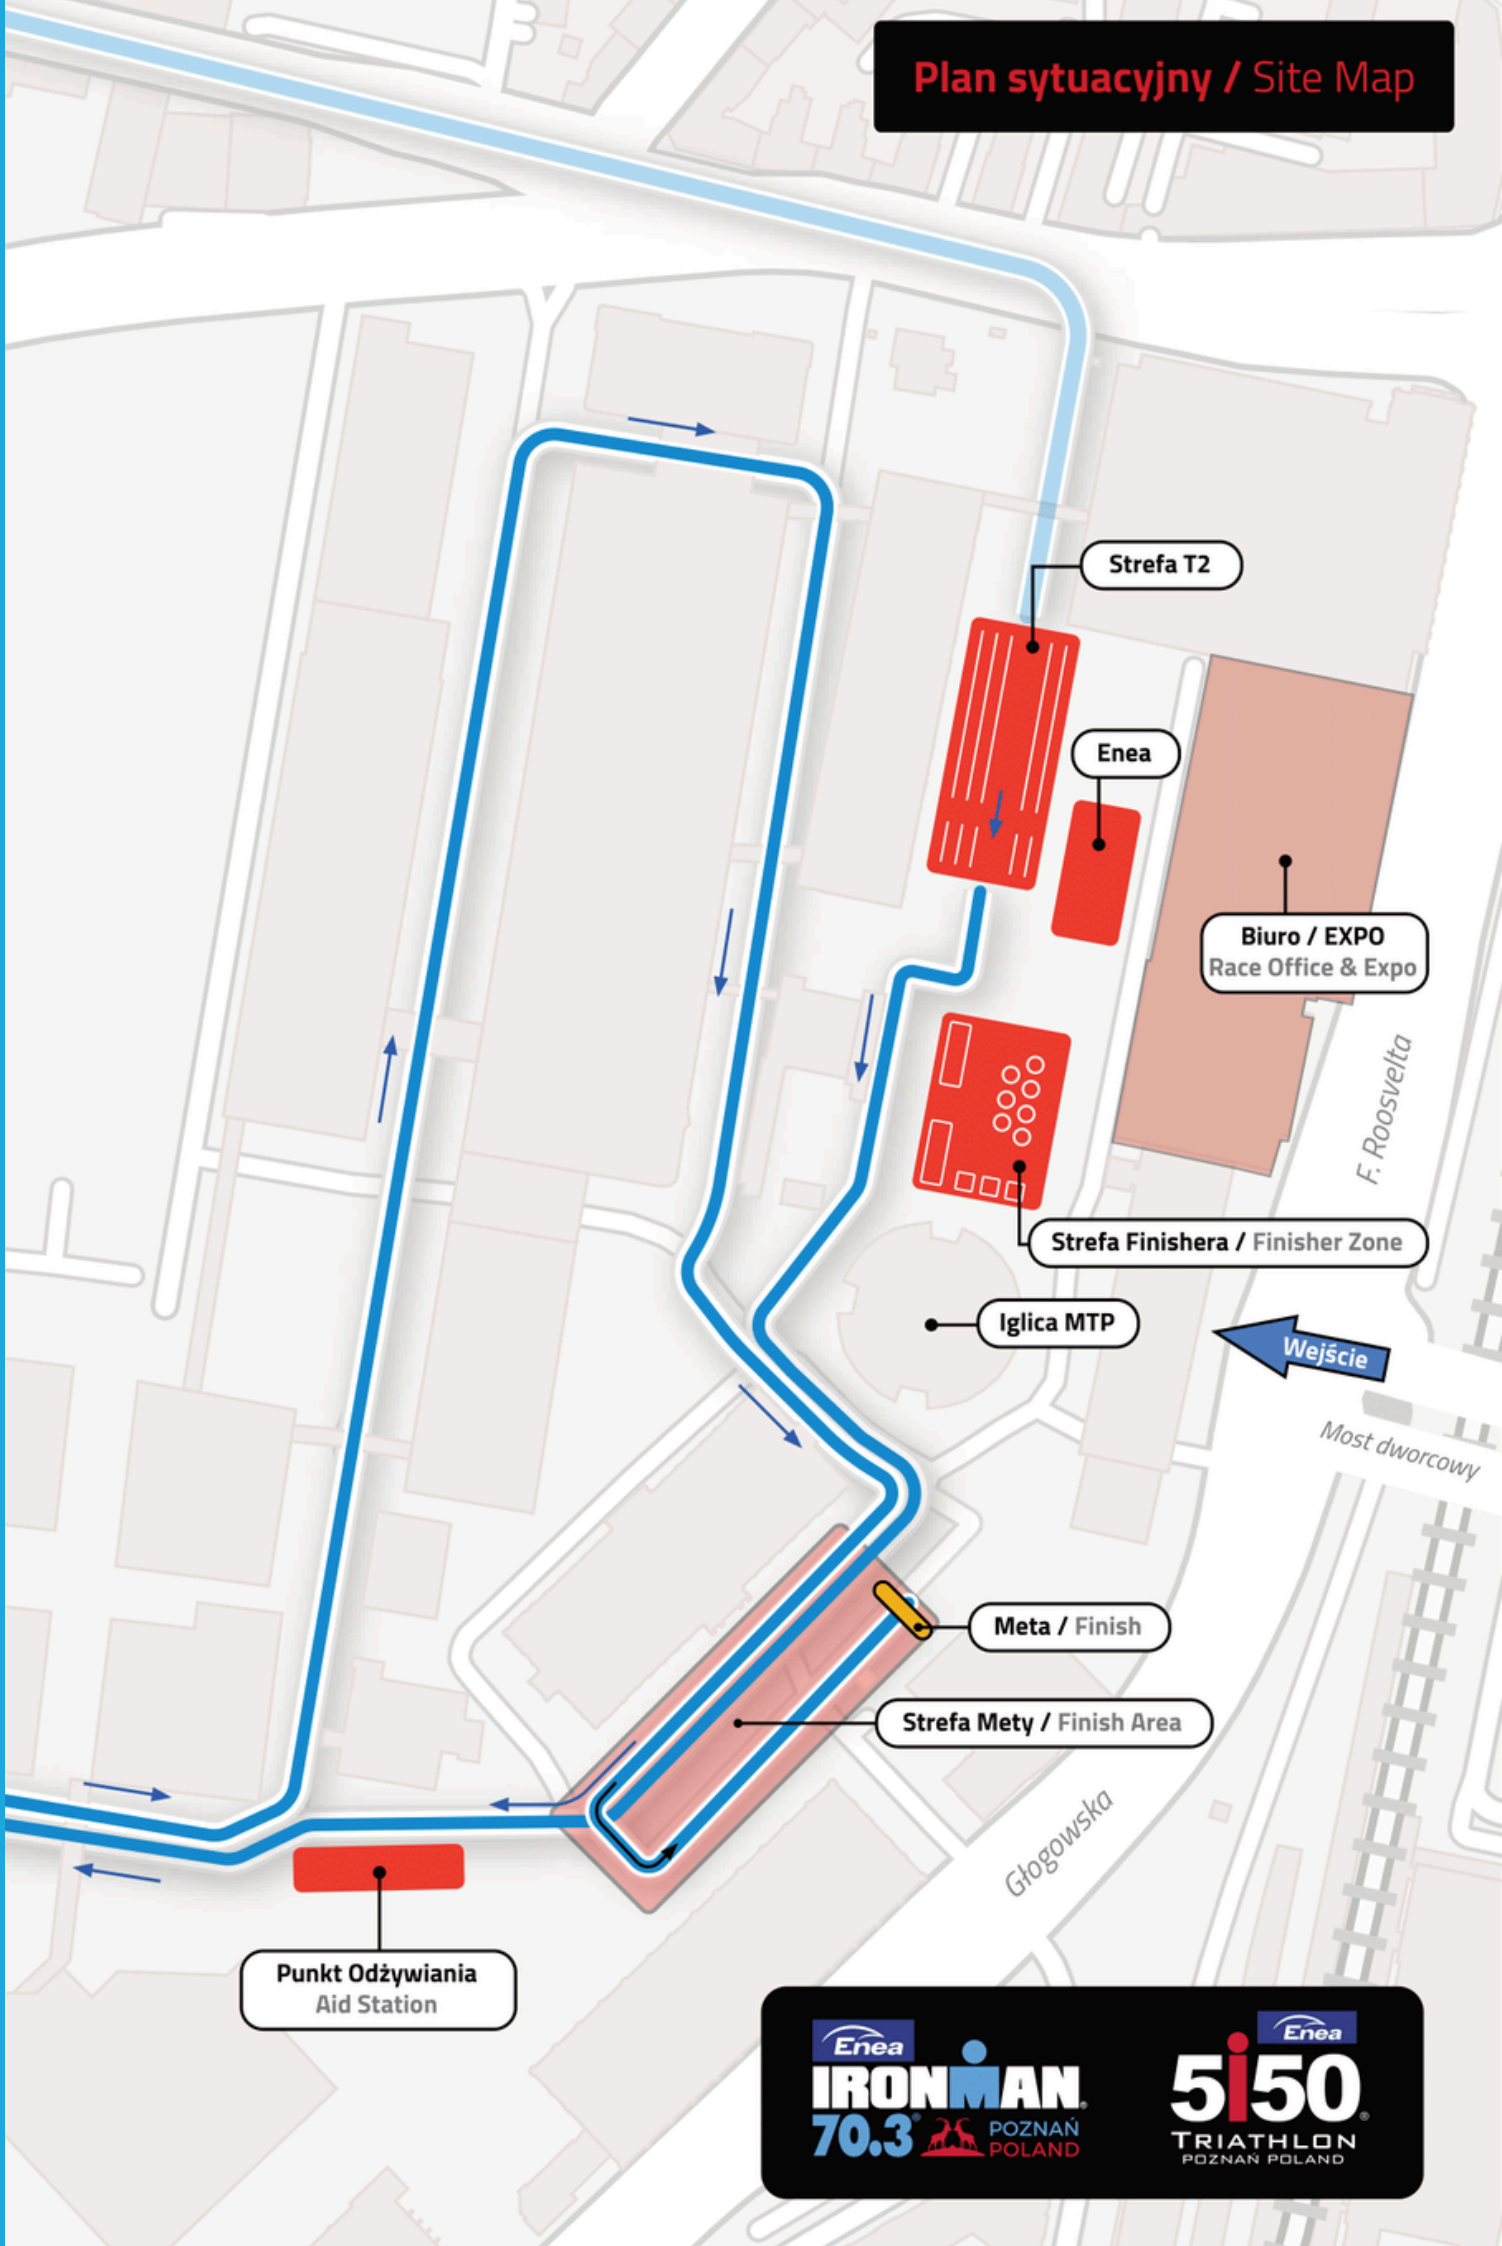 Plan sytuacyjny / Site Map
Strefa T2
Enea
Biuro / EXPO
Race Office & Expo
F. Roosvelta
Strefa Finishera / Finisher Zone
Iglica MTP
Wejście
Most dworcowy
Meta / Finish
Strefa Mety / Finish Area
Głogowska
Punkt Odżywiania
Aid Station
Enea
IRONMAN®
70.3®
POZNAŃ
POLAND
Enea
5i50®
TRIATHLON
POZNAŃ POLAND